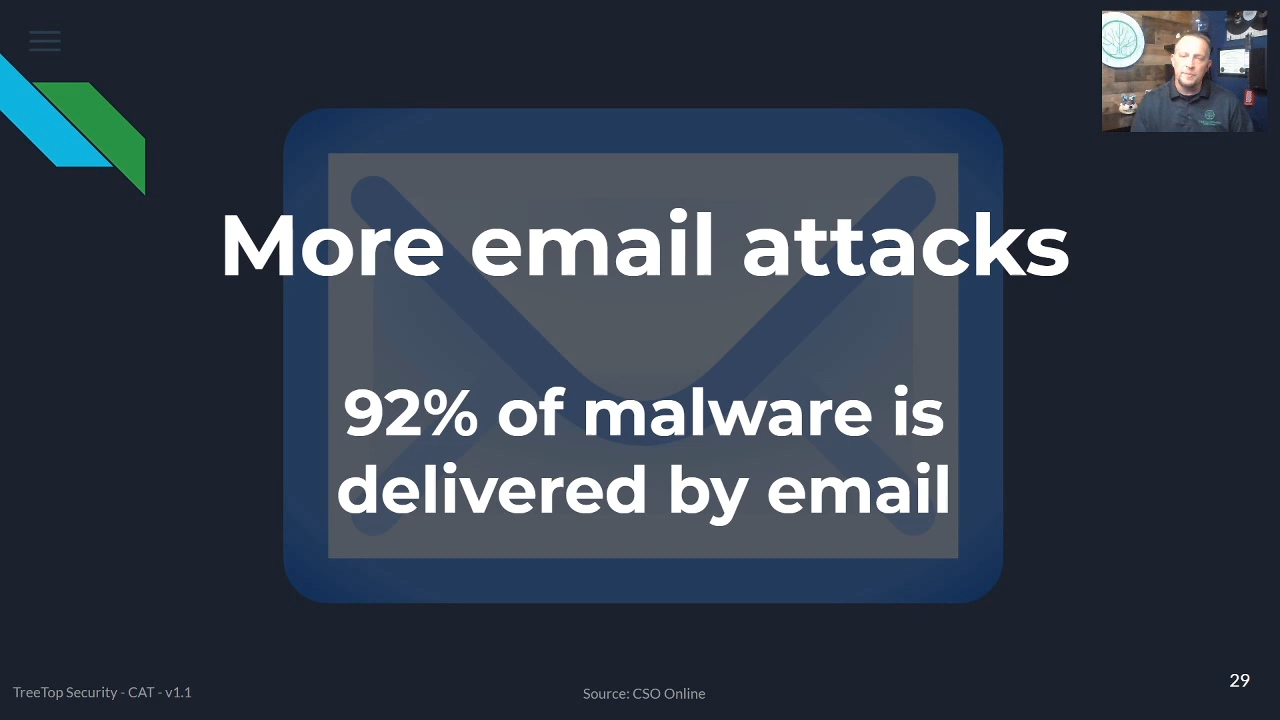 More email attacks
92% of malware is
delivered by email
TreeTop Security - CAT - v1.1
Source: CSO Online
29